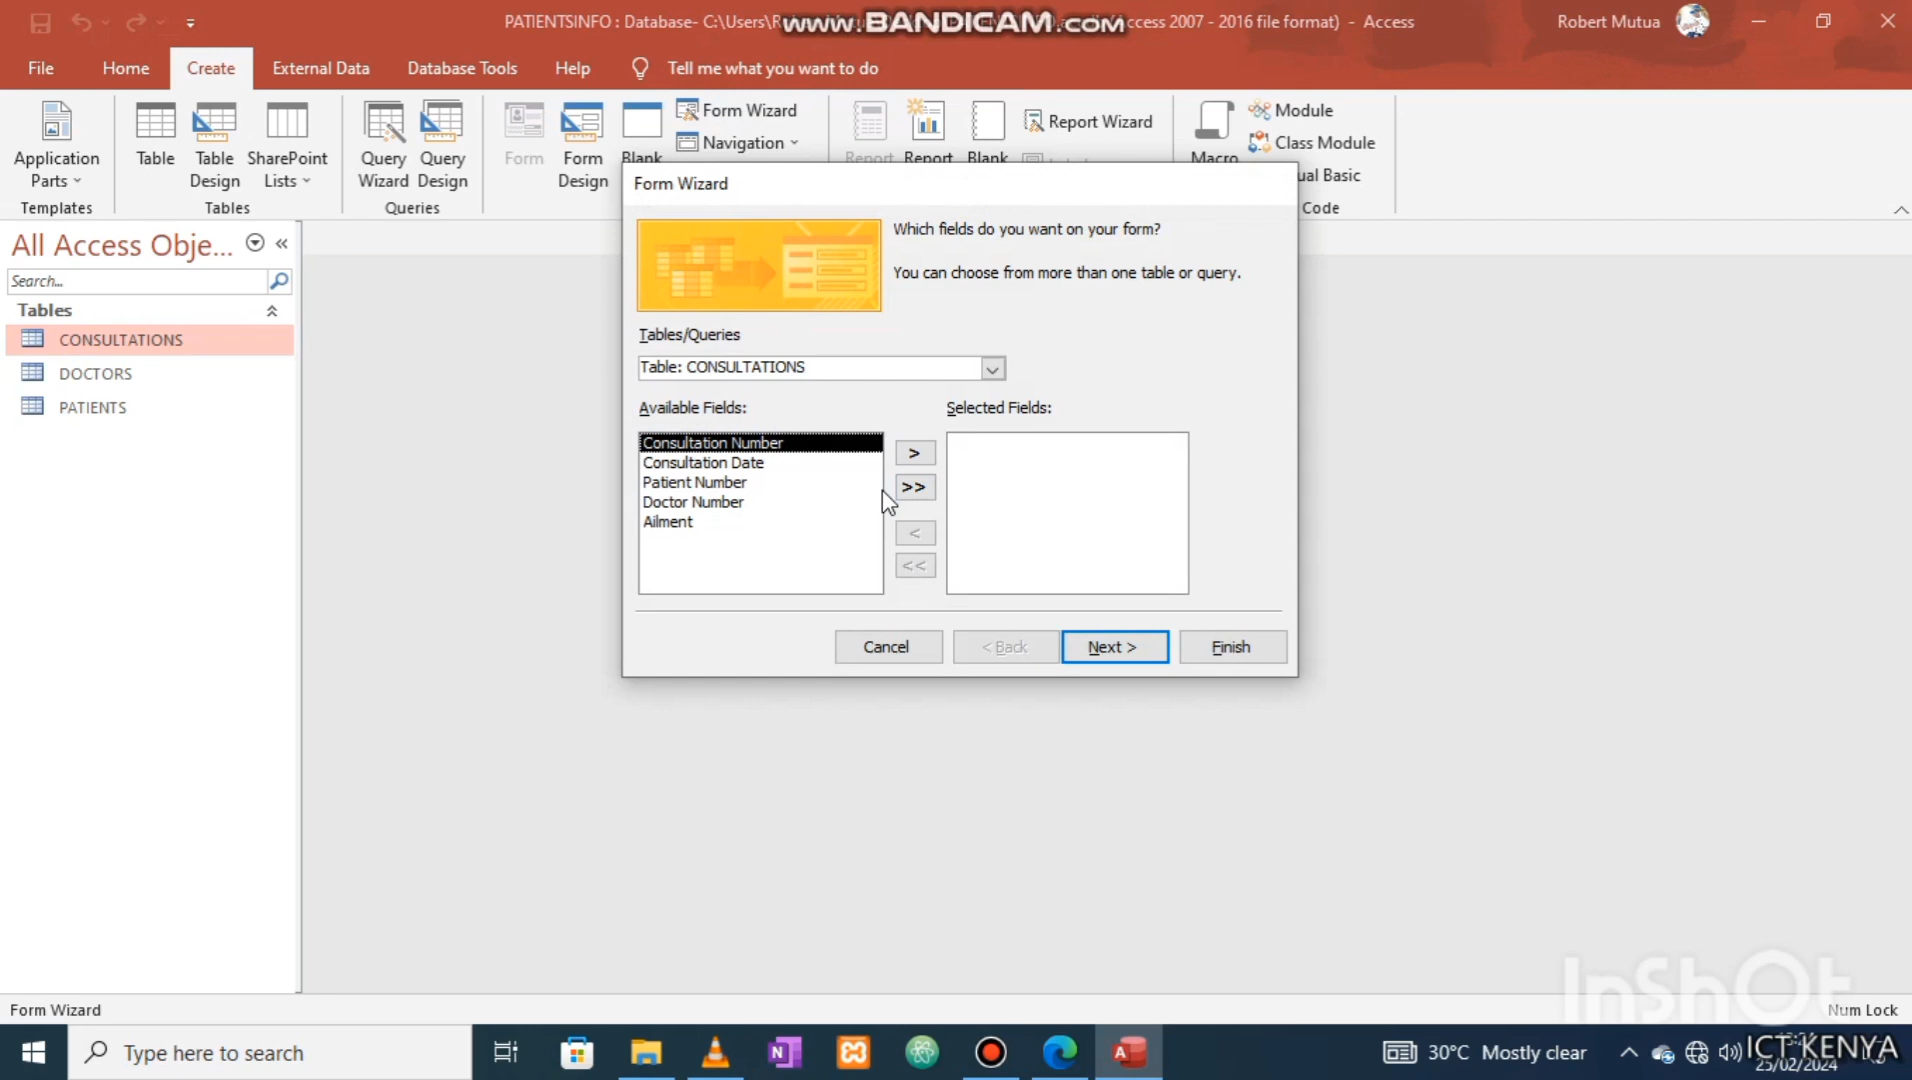 PATIENTSINFO : Database- C:\Users\R
www.BANDICAM.com
Access 2007 - 2016 file format) - Access
Robert Mutua
File
Home
Create
External Data
Database Tools
Help
Tell me what you want to do
Application
Parts
Templates
Table
Table
Design
SharePoint
Lists
Tables
Query
Wizard
Query
Design
Queries
Form
Form
Design
Blank
Form Wizard
Navigation
Report
Report
Blank
Report Wizard
Macro
Module
Class Module
ual Basic
Code
All Access Obje...
Search...
Tables
CONSULTATIONS
DOCTORS
PATIENTS
Form Wizard
Which fields do you want on your form?
You can choose from more than one table or query.
Tables/Queries
Table: CONSULTATIONS
Available Fields:
Selected Fields:
Consultation Number
Consultation Date
Patient Number
Doctor Number
Ailment
>
>>
<
<<
Cancel
< Back
Next >
Finish
InShOt
Form Wizard
Num Lock
Type here to search
30°C Mostly clear
ICT KENYA
25/02/2024